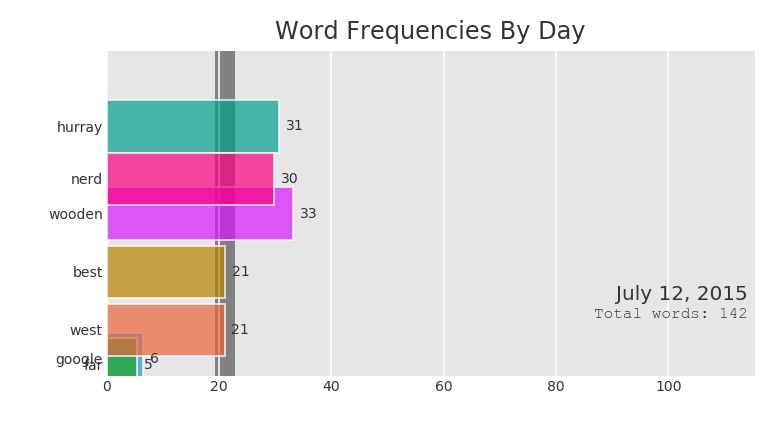 Word Frequencies By Day
hurray 31
nerd 30
wooden 33
best 21
July 12, 2015
Total words: 142
west 21
google 6
far 5
0 20 40 60 80 100